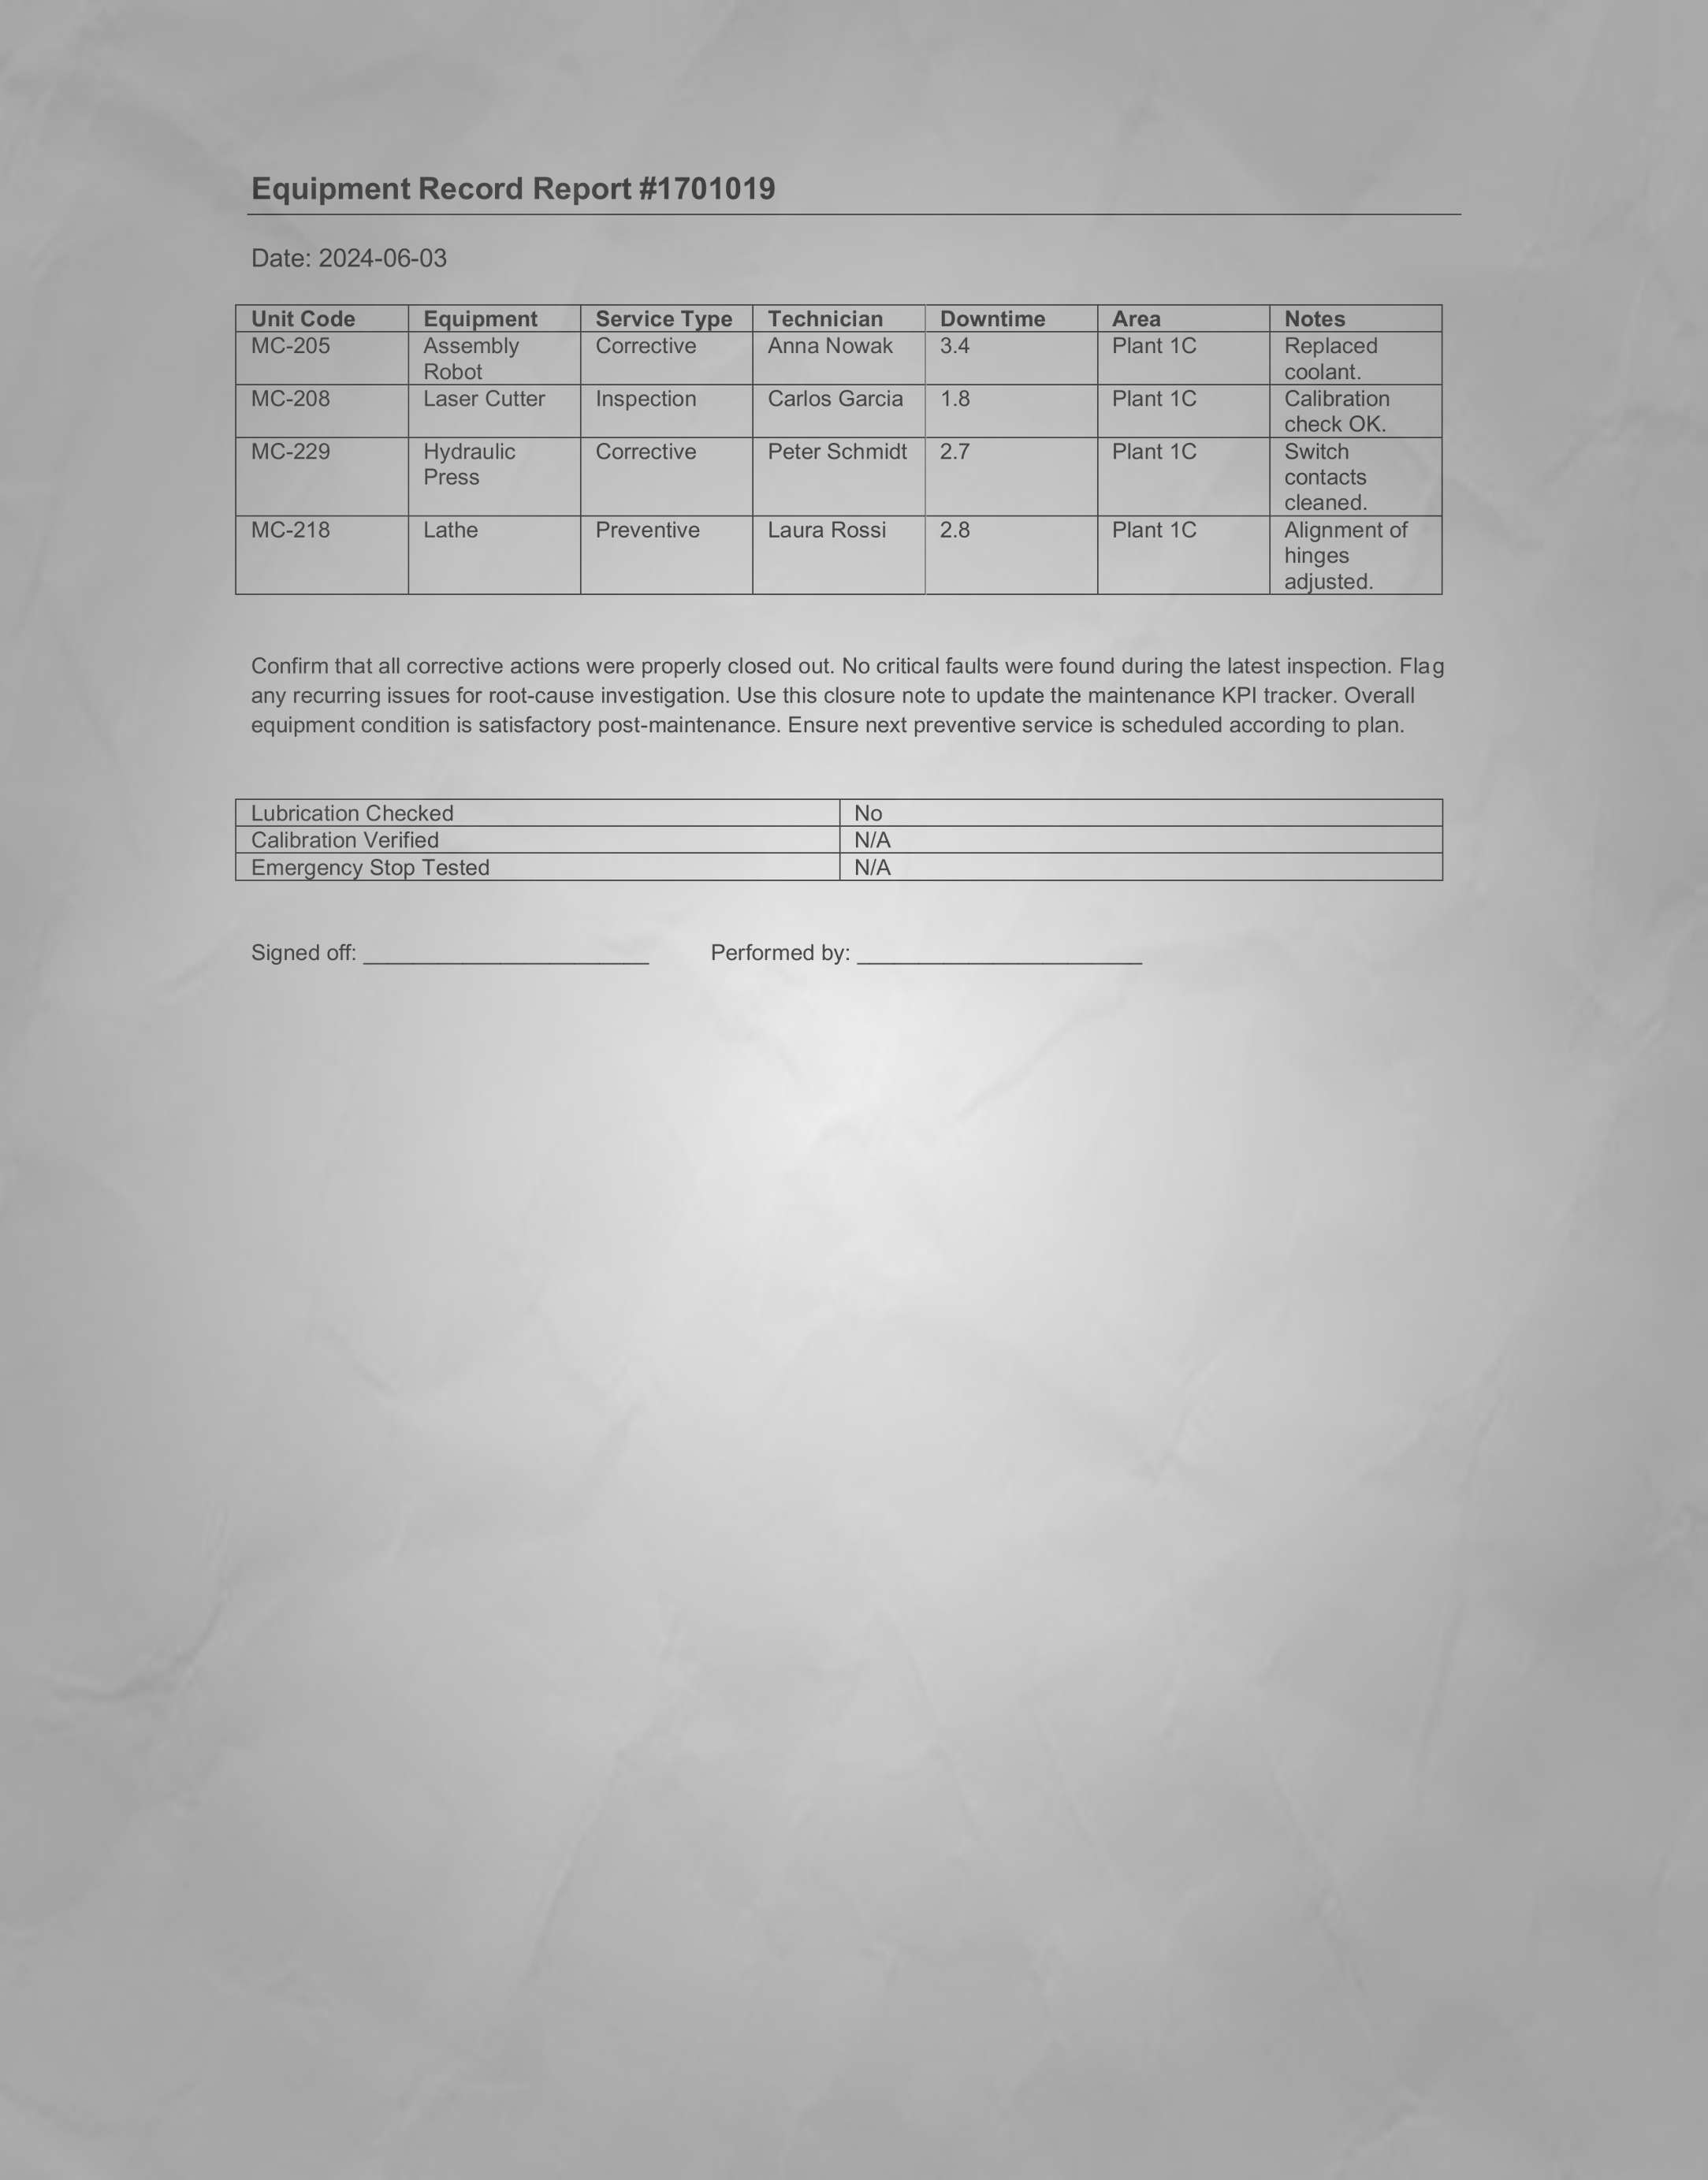 Equipment Record Report #1701019
Date: 2024-06-03
Unit Code Equipment Service Type Technician Downtime Area Notes
MC-205 Assembly Robot Corrective Anna Nowak 3.4 Plant 1C Replaced coolant.
MC-208 Laser Cutter Inspection Carlos Garcia 1.8 Plant 1C Calibration check OK.
MC-229 Hydraulic Press Corrective Peter Schmidt 2.7 Plant 1C Switch contacts cleaned.
MC-218 Lathe Preventive Laura Rossi 2.8 Plant 1C Alignment of hinges adjusted.
Confirm that all corrective actions were properly closed out. No critical faults were found during the latest inspection. Flag
any recurring issues for root-cause investigation. Use this closure note to update the maintenance KPI tracker. Overall
equipment condition is satisfactory post-maintenance. Ensure next preventive service is scheduled according to plan.
Lubrication Checked No
Calibration Verified N/A
Emergency Stop Tested N/A
Signed off: _______________________ Performed by: _______________________